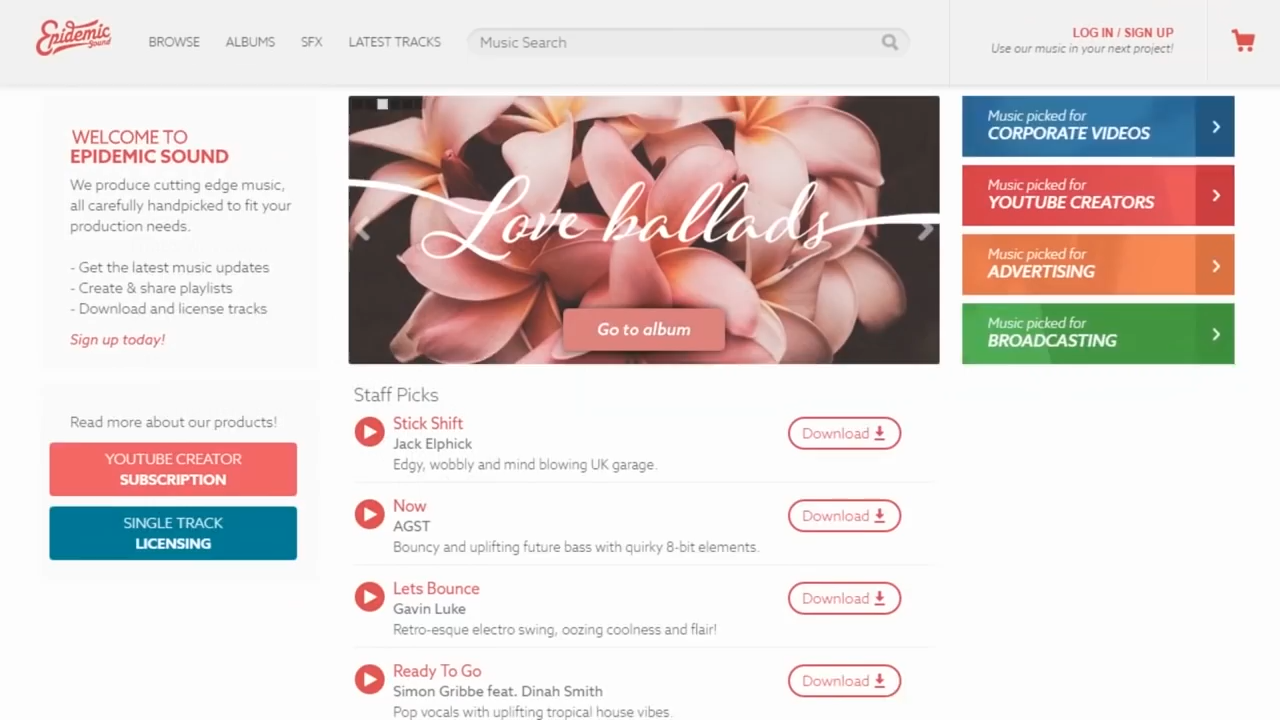 Epidemic
Sound
BROWSE
ALBUMS
SFX
LATEST TRACKS
Music Search
LOG IN / SIGN UP
Use our music in your next project!
WELCOME TO
EPIDEMIC SOUND
We produce cutting edge music,
all carefully handpicked to fit your
production needs.
- Get the latest music updates
- Create & share playlists
- Download and license tracks
Sign up today!
Read more about our products!
YOUTUBE CREATOR
SUBSCRIPTION
SINGLE TRACK
LICENSING
Love ballads
Go to album
Staff Picks
Stick Shift
Jack Elphick
Edgy, wobbly and mind blowing UK garage.
Download
Now
AGST
Bouncy and uplifting future bass with quirky 8-bit elements.
Download
Lets Bounce
Gavin Luke
Retro-esque electro swing, oozing coolness and flair!
Download
Ready To Go
Simon Gribbe feat. Dinah Smith
Pop vocals with uplifting tropical house vibes.
Download
Music picked for
CORPORATE VIDEOS
Music picked for
YOUTUBE CREATORS
Music picked for
ADVERTISING
Music picked for
BROADCASTING